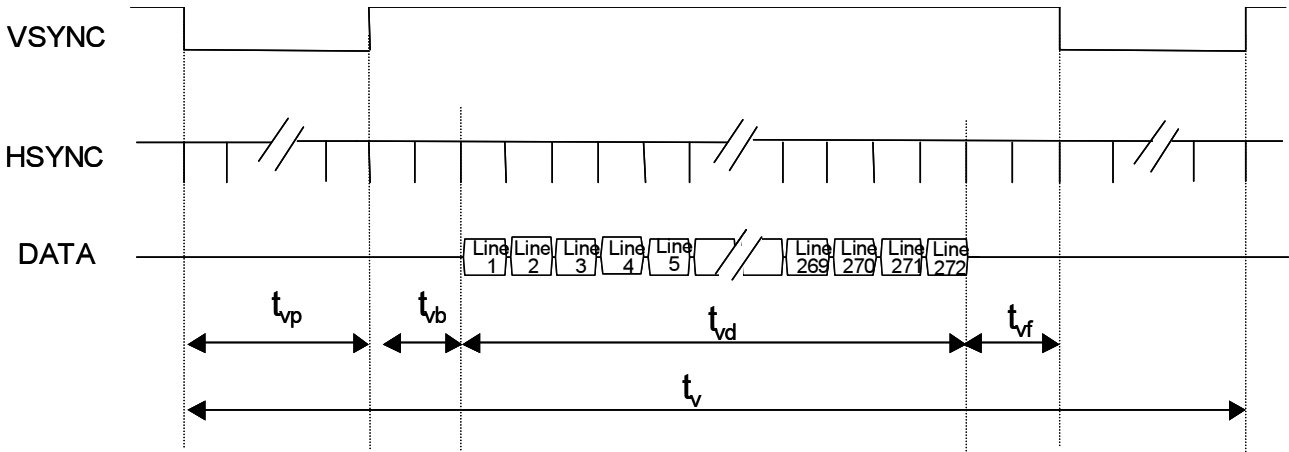 VSYNC
HSYNC
DATA
Line 1
Line 2
Line 3
Line 4
Line 5
Line 269
Line 270
Line 271
Line 272
tvp
tvb
tvd
tvf
tv